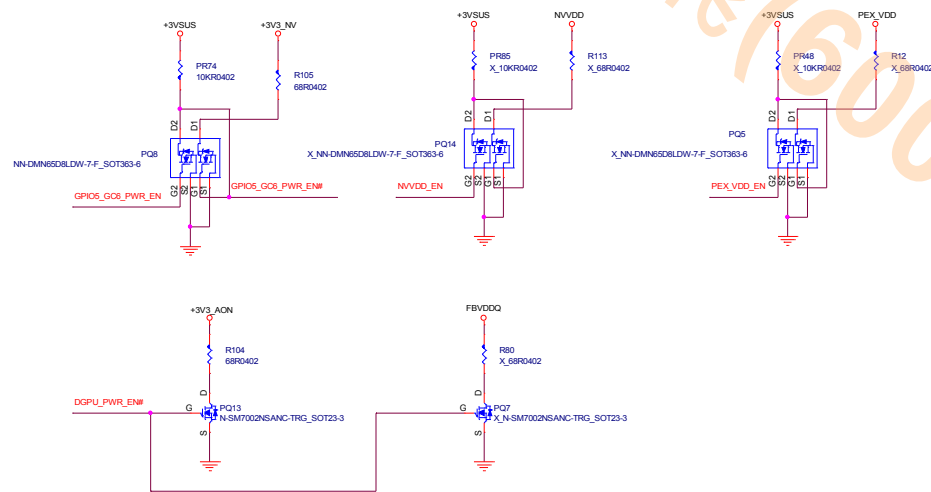 +3VSUS
+3V3_NV
PR74
10KR0402
R105
68R0402
D2
D1
PQ8
NN-DMN65D8LDW-7-F_SOT363-6
G2
S2
G1
S1
GPIO5_GC6_PWR_EN
GPIO5_GC6_PWR_EN#
+3VSUS
NVVDD
PR85
X_10KR0402
R113
X_68R0402
D2
D1
PQ14
X_NN-DMN65D8LDW-7-F_SOT363-6
G2
S2
G1
S1
NVVDD_EN
+3VSUS
PEX_VDD
PR48
X_10KR0402
R12
X_68R0402
D2
D1
PQ5
X_NN-DMN65D8LDW-7-F_SOT363-6
G2
S2
G1
S1
PEX_VDD_EN
+3V3_AON
R104
68R0402
D
G
PQ13
N-SM7002NSANC-TRG_SOT23-3
S
DGPU_PWR_EN#
FBVDDQ
R80
X_68R0402
D
G
PQ7
X_N-SM7002NSANC-TRG_SOT23-3
S